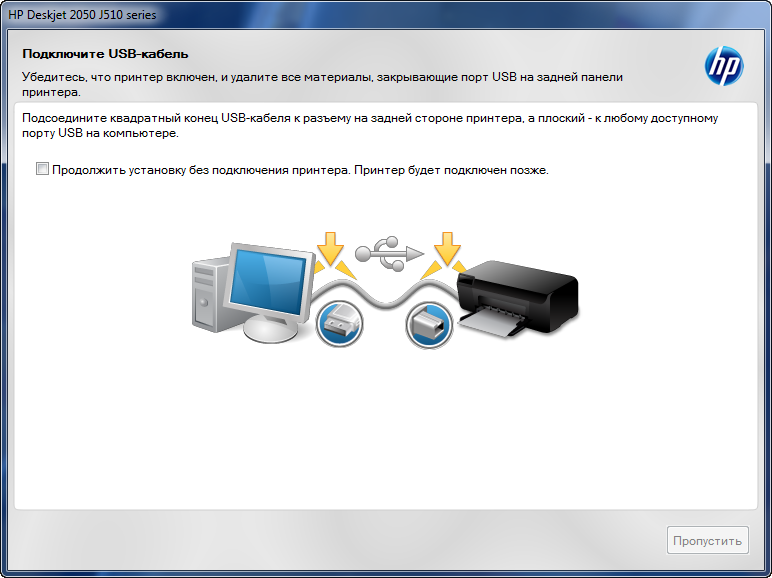 HP Deskjet 2050 J510 series
Подключите USB-кабель
Убедитесь, что принтер включен, и удалите все материалы, закрывающие порт USB на задней панели
принтера.
hp
Подсоедините квадратный конец USB-кабеля к разъему на задней стороне принтера, а плоский - к любому доступному
порту USB на компьютере.
Продолжить установку без подключения принтера. Принтер будет подключен позже.
Пропустить